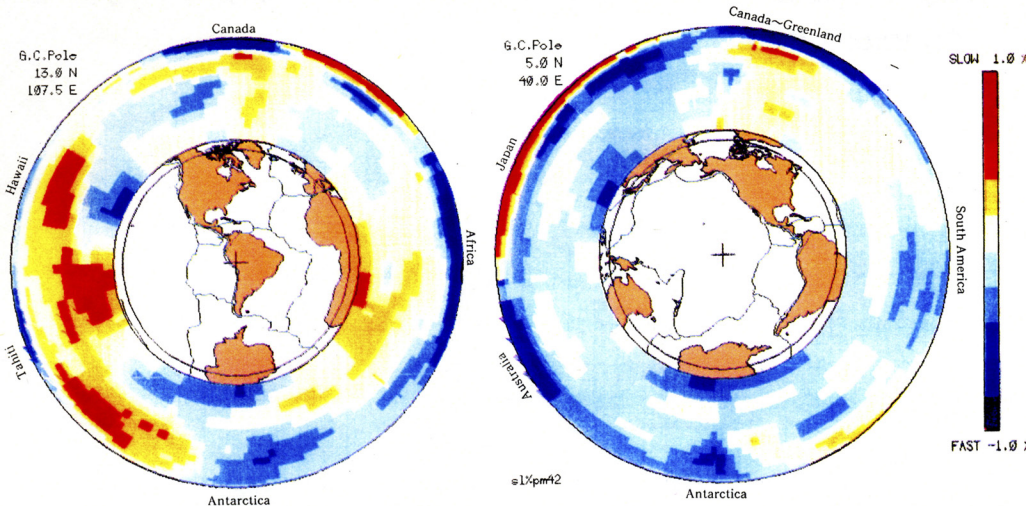 Canada
G.C.Pole
13.0 N
107.5 E
Hawaii
Tahiti
Africa
Antarctica
Canada~Greenland
G.C.Pole
5.0 N
40.0 E
Japan
Australia
South America
Antarctica
SLOW 1.0 %
FAST -1.0 %